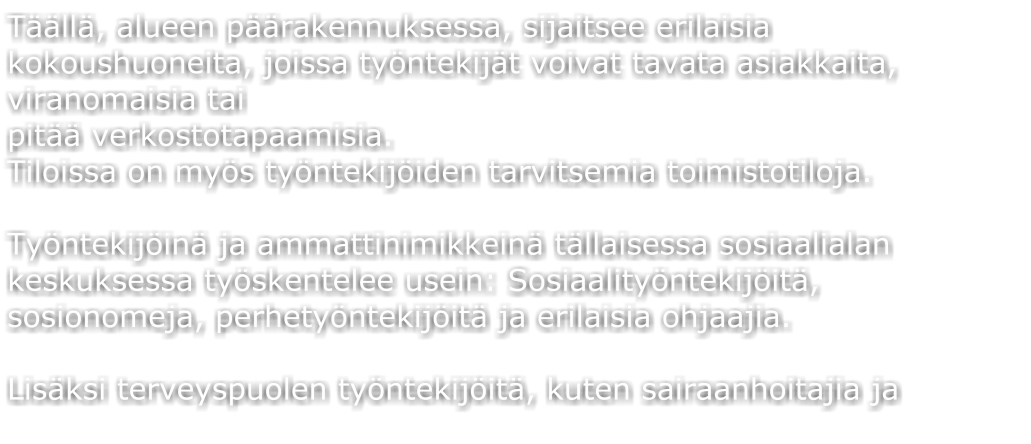 Täällä, alueen päärakennuksessa, sijaitsee erilaisia
kokoushuoneita, joissa työntekijät voivat tavata asiakkaita,
viranomaisia tai
pitää verkostotapaamisia.
Tiloissa on myös työntekijöiden tarvitsemia toimistotiloja.
Työntekijöinä ja ammattinimikkeinä tällaisessa sosiaalialan
keskuksessa työskentelee usein: Sosiaalityöntekijöitä,
sosionomeja, perhetyöntekijöitä ja erilaisia ohjaajia.
Lisäksi terveyspuolen työntekijöitä, kuten sairaanhoitajia ja